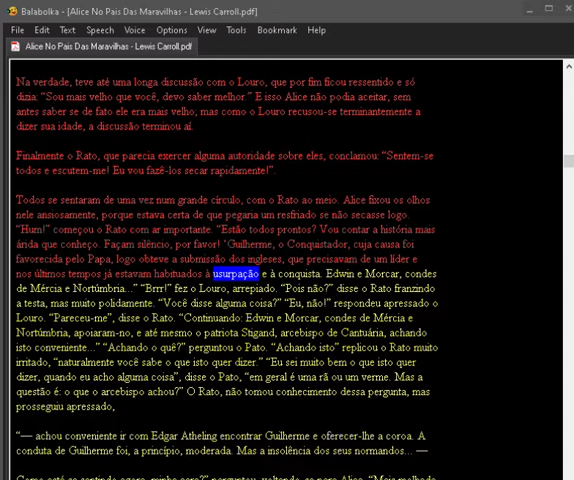 Balabolka - [Alice No Pais Das Maravilhas - Lewis Carroll.pdf]
File Edit Text Speech Voice Options View Tools Bookmark Help
Alice No Pais Das Maravilhas - Lewis Carroll.pdf
Na verdade, teve até uma longa discussão com o Louro, que por fim ficou ressentido e só
dizia: “Sou mais velho que você, devo saber melhor.” E isso Alice não podia aceitar, sem
antes saber se de fato ele era mais velho; mas como o Louro recusou-se terminantemente a
dizer sua idade, a discussão terminou aí.
Finalmente o Rato, que parecia exercer alguma autoridade sobre eles, conclamou: “Sentem-se
todos e escutem-me! Eu vou fazê-los secar rapidamente!”.
Todos se sentaram de uma vez num grande círculo, com o Rato ao meio. Alice fixou os olhos
nele ansiosamente, porque estava certa de que pegaria um resfriado se não secasse logo.
“Hum!” começou o Rato com ar importante. “Estão todos prontos? Vou contar a história mais
árida que conheço. Façam silêncio, por favor! ‘Guilherme, o Conquistador, cuja causa foi
favorecida pelo Papa, logo obteve a submissão dos ingleses, que precisavam de um líder e
nos últimos tempos já estavam habituados à usurpação e à conquista. Edwin e Morcar, condes
de Mércia e Nortúmbria...” “Brrr!” fez o Louro, arrepiado. “Pois não?” disse o Rato franzindo
a testa, mas muito polidamente. “Você disse alguma coisa?” “Eu, não!” respondeu apressado o
Louro. “Pareceu-me”, disse o Rato. “Continuando: Edwin e Morcar, condes de Mércia e
Nortúmbria, apoiaram-no, e até mesmo o patriota Stigand, arcebispo de Cantuária, achando
isto conveniente...” “Achando o quê?” perguntou o Pato. “Achando isto” replicou o Rato muito
irritado, “naturalmente você sabe o que isto quer dizer.” “Eu sei muito bem o que isto quer
dizer, quando eu acho alguma coisa”, disse o Pato, “em geral é uma rã ou um verme. Mas a
questão é: o que o arcebispo achou?” O Rato, não tomou conhecimento dessa pergunta, mas
prosseguiu apressado,
“— achou conveniente ir com Edgar Atheling encontrar Guilherme e oferecer-lhe a coroa. A
conduta de Guilherme foi, a princípio, moderada. Mas a insolência dos seus normandos... —